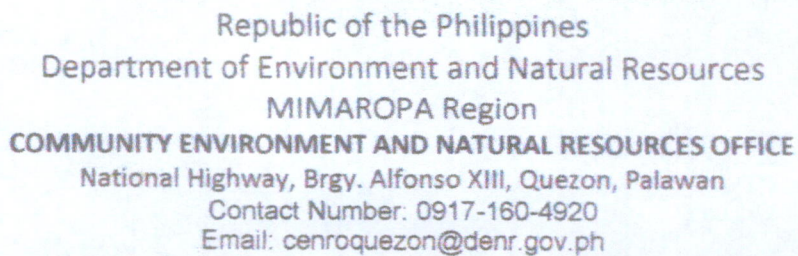 Republic of the Philippines
Department of Environment and Natural Resources
MIMAROPA Region
COMMUNITY ENVIRONMENT AND NATURAL RESOURCES OFFICE
National Highway, Brgy. Alfonso XIII, Quezon, Palawan
Contact Number: 0917-160-4920
Email: cenroquezon@denr.gov.ph